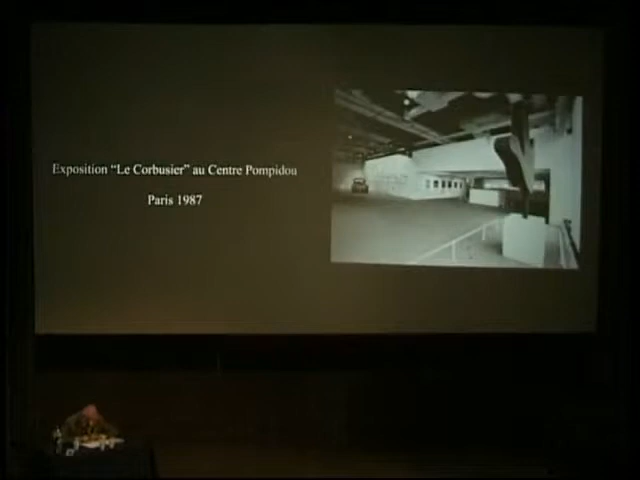 Exposition “Le Corbusier” au Centre Pompidou
Paris 1987